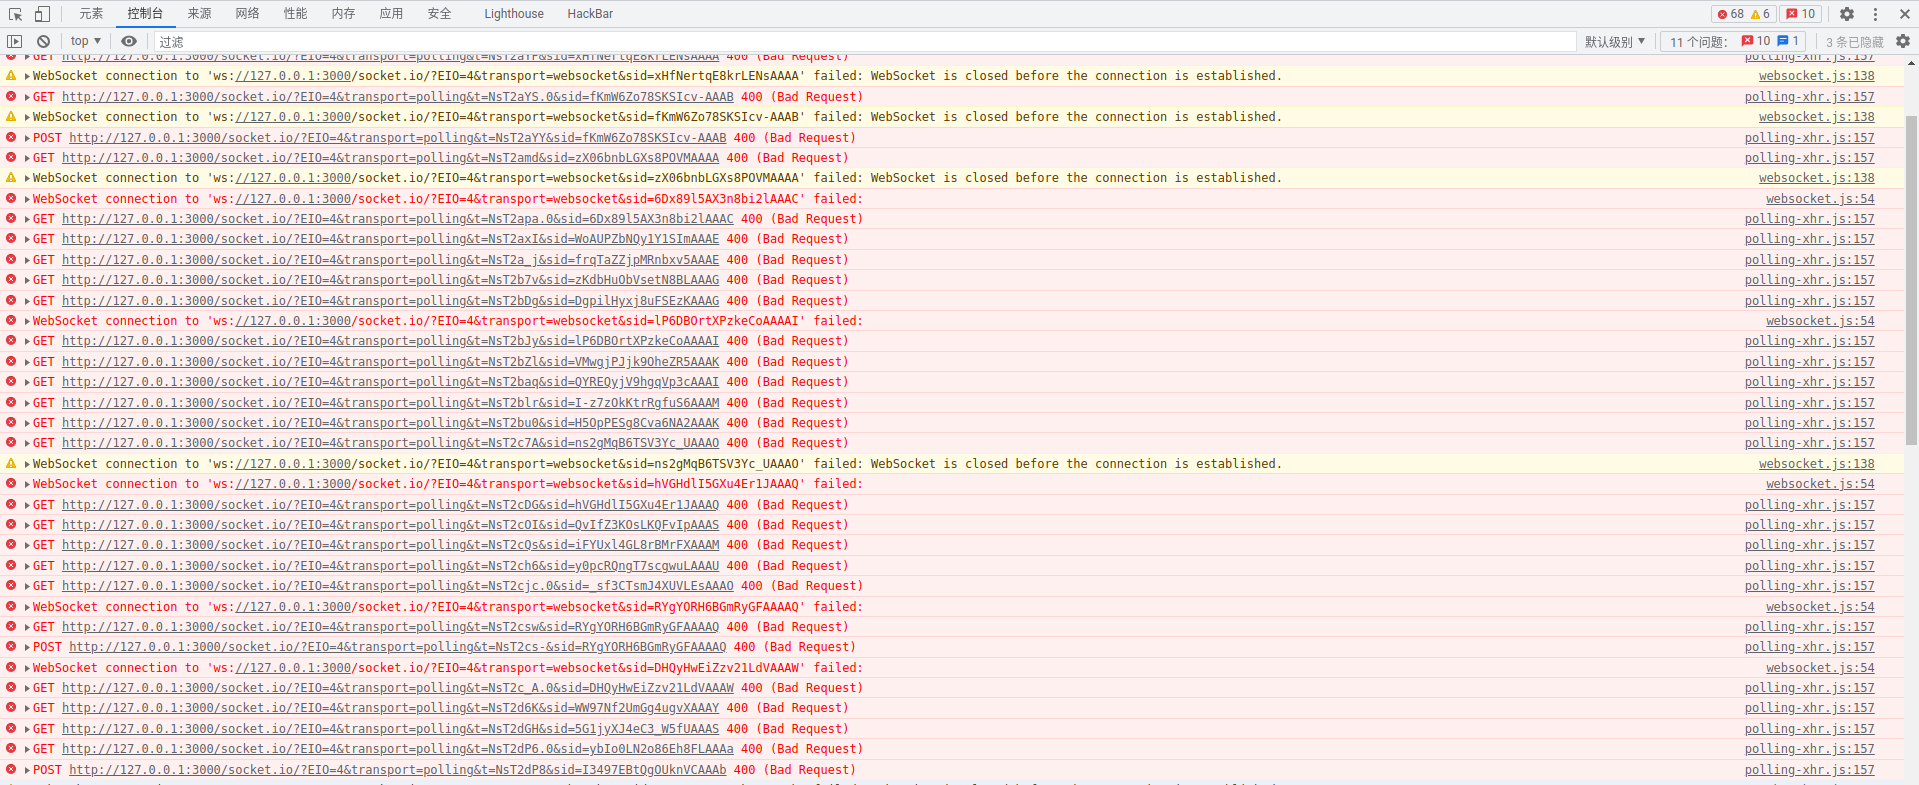 元素 控制台 来源 网络 性能 内存 应用 安全 Lighthouse HackBar 68 6 10
top 过滤 默认级别 11 个问题: 10 1 3 条已隐藏
GET http://127.0.0.1:3000/socket.io/?EIO=4&transport=polling&t=NsT2aYP&sid=xHfNertqE8krLENsAAAA 400 (Bad Request) polling-xhr.js:157
WebSocket connection to 'ws://127.0.0.1:3000/socket.io/?EIO=4&transport=websocket&sid=xHfNertqE8krLENsAAAA' failed: WebSocket is closed before the connection is established. websocket.js:138
GET http://127.0.0.1:3000/socket.io/?EIO=4&transport=polling&t=NsT2aYS.0&sid=fKmW6Zo78SKSIcv-AAAB 400 (Bad Request) polling-xhr.js:157
WebSocket connection to 'ws://127.0.0.1:3000/socket.io/?EIO=4&transport=websocket&sid=fKmW6Zo78SKSIcv-AAAB' failed: WebSocket is closed before the connection is established. websocket.js:138
POST http://127.0.0.1:3000/socket.io/?EIO=4&transport=polling&t=NsT2aYY&sid=fKmW6Zo78SKSIcv-AAAB 400 (Bad Request) polling-xhr.js:157
GET http://127.0.0.1:3000/socket.io/?EIO=4&transport=polling&t=NsT2amd&sid=zX06bnbLGXs8POVMAAAA 400 (Bad Request) polling-xhr.js:157
WebSocket connection to 'ws://127.0.0.1:3000/socket.io/?EIO=4&transport=websocket&sid=zX06bnbLGXs8POVMAAAA' failed: WebSocket is closed before the connection is established. websocket.js:138
WebSocket connection to 'ws://127.0.0.1:3000/socket.io/?EIO=4&transport=websocket&sid=6Dx89l5AX3n8bi2lAAAC' failed: websocket.js:54
GET http://127.0.0.1:3000/socket.io/?EIO=4&transport=polling&t=NsT2apa.0&sid=6Dx89l5AX3n8bi2lAAAC 400 (Bad Request) polling-xhr.js:157
GET http://127.0.0.1:3000/socket.io/?EIO=4&transport=polling&t=NsT2axI&sid=WoAUPZbNQy1Y1SImAAAE 400 (Bad Request) polling-xhr.js:157
GET http://127.0.0.1:3000/socket.io/?EIO=4&transport=polling&t=NsT2a_j&sid=frqTaZZjpMRnbxv5AAAE 400 (Bad Request) polling-xhr.js:157
GET http://127.0.0.1:3000/socket.io/?EIO=4&transport=polling&t=NsT2b7v&sid=zKdbHuObVsetN8BLAAAG 400 (Bad Request) polling-xhr.js:157
GET http://127.0.0.1:3000/socket.io/?EIO=4&transport=polling&t=NsT2bDg&sid=DgpilHyxj8uFSEzKAAAG 400 (Bad Request) polling-xhr.js:157
WebSocket connection to 'ws://127.0.0.1:3000/socket.io/?EIO=4&transport=websocket&sid=lP6DBOrtXPzkeCoAAAAI' failed: websocket.js:54
GET http://127.0.0.1:3000/socket.io/?EIO=4&transport=polling&t=NsT2bJy&sid=lP6DBOrtXPzkeCoAAAAI 400 (Bad Request) polling-xhr.js:157
GET http://127.0.0.1:3000/socket.io/?EIO=4&transport=polling&t=NsT2bZl&sid=VMwgjPJjk9OheZR5AAAK 400 (Bad Request) polling-xhr.js:157
GET http://127.0.0.1:3000/socket.io/?EIO=4&transport=polling&t=NsT2baq&sid=QYREQyjV9hgqVp3cAAAI 400 (Bad Request) polling-xhr.js:157
GET http://127.0.0.1:3000/socket.io/?EIO=4&transport=polling&t=NsT2blr&sid=I-z7zOkKtrRgfuS6AAAM 400 (Bad Request) polling-xhr.js:157
GET http://127.0.0.1:3000/socket.io/?EIO=4&transport=polling&t=NsT2bu0&sid=H5OpPESg8Cva6NA2AAAK 400 (Bad Request) polling-xhr.js:157
GET http://127.0.0.1:3000/socket.io/?EIO=4&transport=polling&t=NsT2c7A&sid=ns2gMqB6TSV3Yc_UAAAO 400 (Bad Request) polling-xhr.js:157
WebSocket connection to 'ws://127.0.0.1:3000/socket.io/?EIO=4&transport=websocket&sid=ns2gMqB6TSV3Yc_UAAAO' failed: WebSocket is closed before the connection is established. websocket.js:138
WebSocket connection to 'ws://127.0.0.1:3000/socket.io/?EIO=4&transport=websocket&sid=hVGHdlI5GXu4Er1JAAAQ' failed: websocket.js:54
GET http://127.0.0.1:3000/socket.io/?EIO=4&transport=polling&t=NsT2cDG&sid=hVGHdlI5GXu4Er1JAAAQ 400 (Bad Request) polling-xhr.js:157
GET http://127.0.0.1:3000/socket.io/?EIO=4&transport=polling&t=NsT2cOI&sid=QvIfZ3KOsLKQFvIpAAAS 400 (Bad Request) polling-xhr.js:157
GET http://127.0.0.1:3000/socket.io/?EIO=4&transport=polling&t=NsT2cQs&sid=iFYUxl4GL8rBMrFXAAAM 400 (Bad Request) polling-xhr.js:157
GET http://127.0.0.1:3000/socket.io/?EIO=4&transport=polling&t=NsT2ch6&sid=y0pcRQngT7scgwuLAAAU 400 (Bad Request) polling-xhr.js:157
GET http://127.0.0.1:3000/socket.io/?EIO=4&transport=polling&t=NsT2cjc.0&sid=_sf3CTsmJ4XUVLEsAAAO 400 (Bad Request) polling-xhr.js:157
WebSocket connection to 'ws://127.0.0.1:3000/socket.io/?EIO=4&transport=websocket&sid=RYgYORH6BGmRyGFAAAAQ' failed: websocket.js:54
GET http://127.0.0.1:3000/socket.io/?EIO=4&transport=polling&t=NsT2csw&sid=RYgYORH6BGmRyGFAAAAQ 400 (Bad Request) polling-xhr.js:157
POST http://127.0.0.1:3000/socket.io/?EIO=4&transport=polling&t=NsT2cs-&sid=RYgYORH6BGmRyGFAAAAQ 400 (Bad Request) polling-xhr.js:157
WebSocket connection to 'ws://127.0.0.1:3000/socket.io/?EIO=4&transport=websocket&sid=DHQyHwEiZzv21LdVAAAW' failed: websocket.js:54
GET http://127.0.0.1:3000/socket.io/?EIO=4&transport=polling&t=NsT2c_A.0&sid=DHQyHwEiZzv21LdVAAAW 400 (Bad Request) polling-xhr.js:157
GET http://127.0.0.1:3000/socket.io/?EIO=4&transport=polling&t=NsT2d6K&sid=WW97Nf2UmGg4ugvXAAAY 400 (Bad Request) polling-xhr.js:157
GET http://127.0.0.1:3000/socket.io/?EIO=4&transport=polling&t=NsT2dGH&sid=5G1jyXJ4eC3_W5fUAAAS 400 (Bad Request) polling-xhr.js:157
GET http://127.0.0.1:3000/socket.io/?EIO=4&transport=polling&t=NsT2dP6.0&sid=ybIo0LN2o86Eh8FLAAAa 400 (Bad Request) polling-xhr.js:157
POST http://127.0.0.1:3000/socket.io/?EIO=4&transport=polling&t=NsT2dP8&sid=I3497EBtQgOUknVCAAAb 400 (Bad Request) polling-xhr.js:157